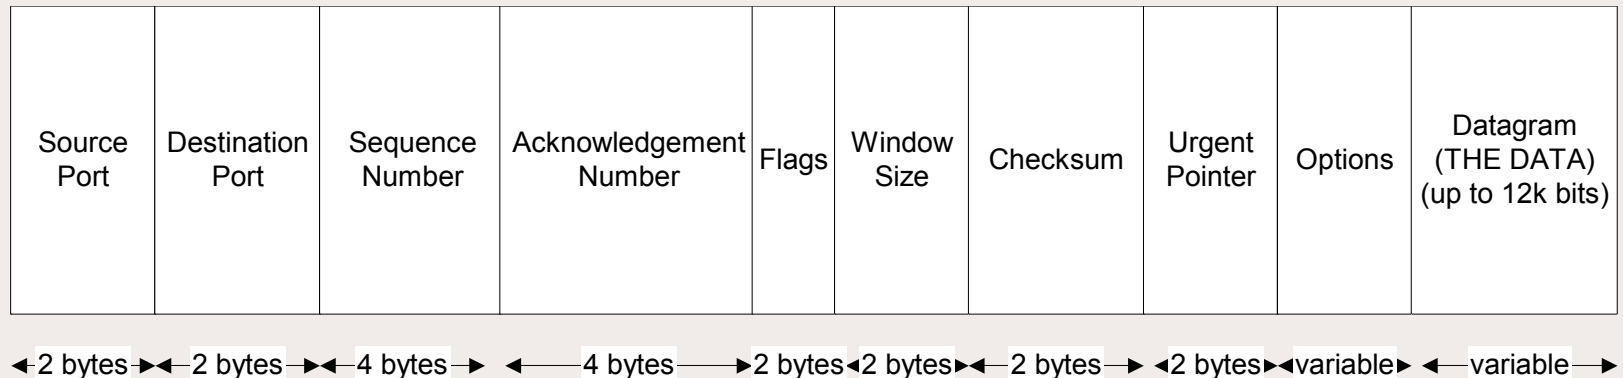 Source
Port
Destination
Port
Sequence
Number
Acknowledgement
Number
Flags
Window
Size
Checksum
Urgent
Pointer
Options
Datagram
(THE DATA)
(up to 12k bits)
2 bytes
2 bytes
4 bytes
4 bytes
2 bytes
2 bytes
2 bytes
2 bytes
variable
variable